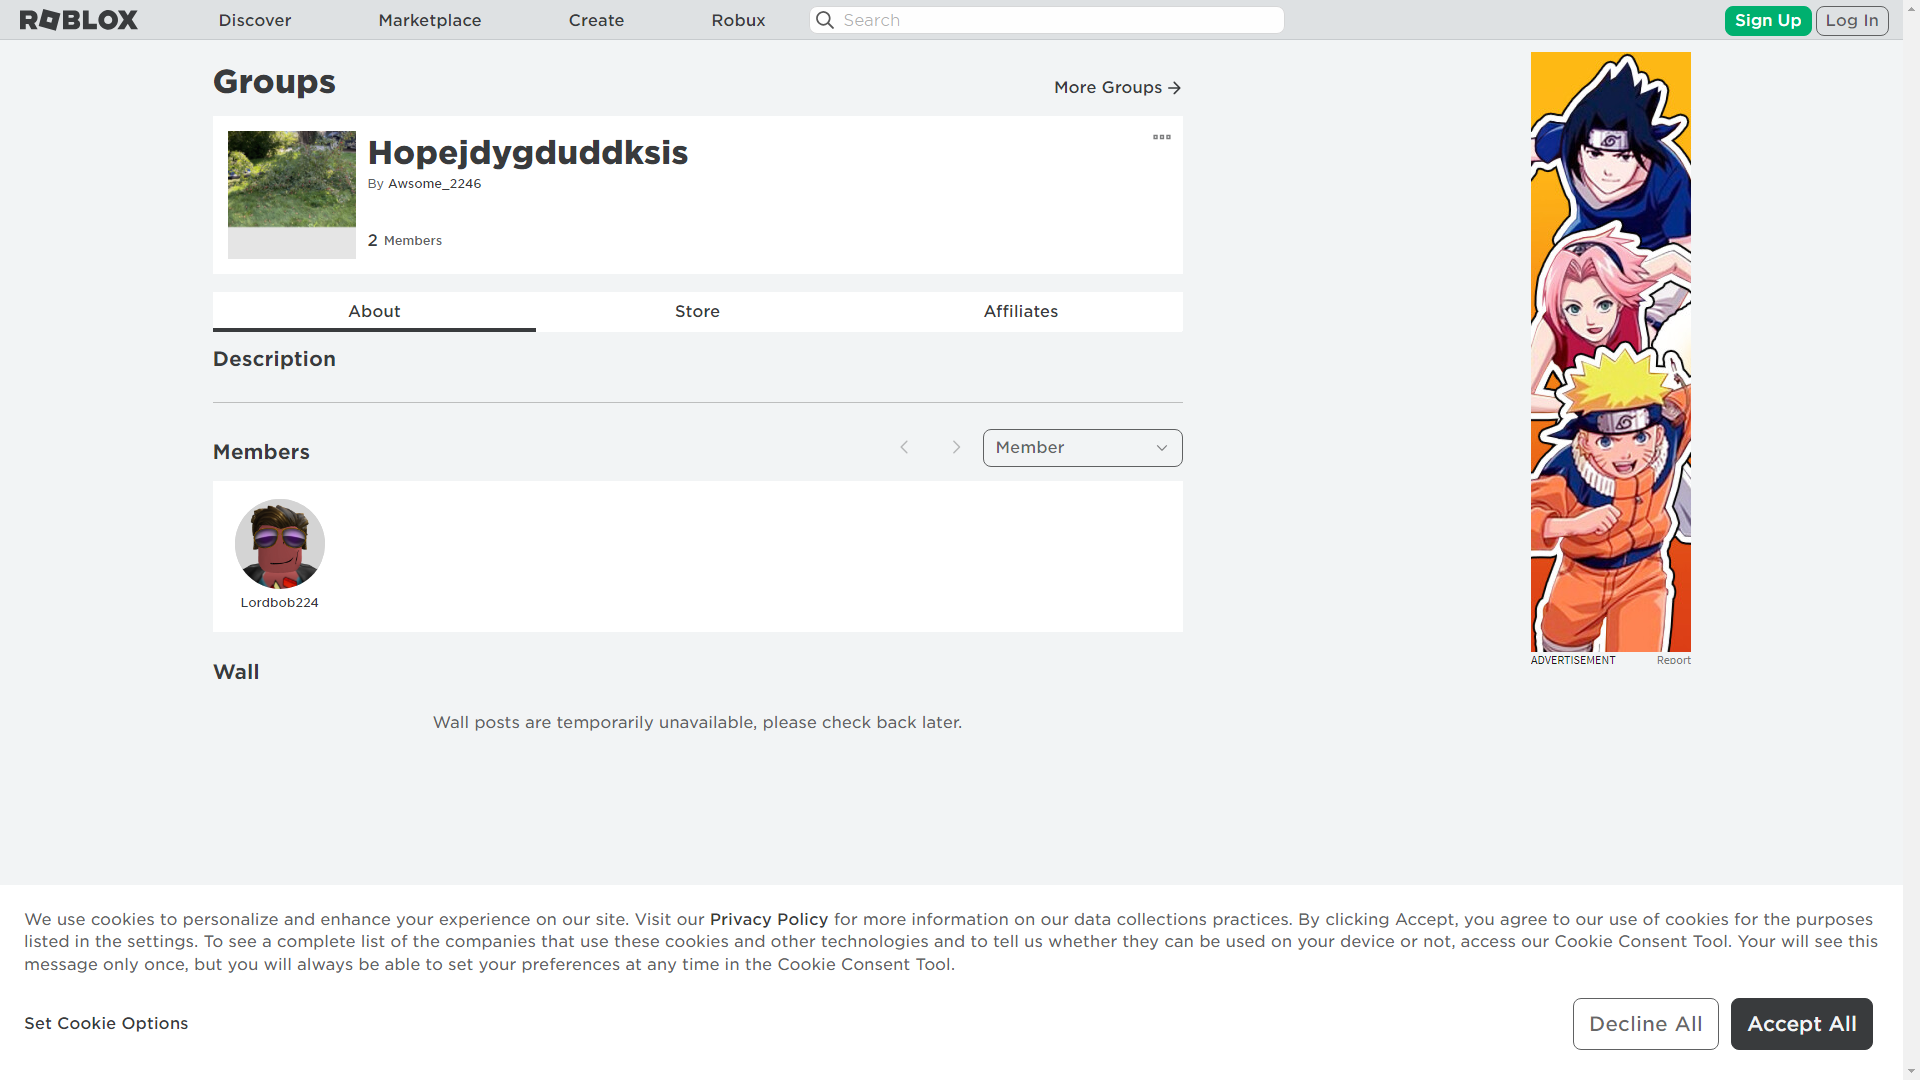 ROBLOX
Discover
Marketplace
Create
Robux
Search
Sign Up
Log In
Groups
More Groups
Hopejdygduddksis
By Awsome_2246
2 Members
About
Store
Affiliates
Description
Members
Member
Lordbob224
Wall
Wall posts are temporarily unavailable, please check back later.
ADVERTISEMENT
Report
We use cookies to personalize and enhance your experience on our site. Visit our Privacy Policy for more information on our data collections practices. By clicking Accept, you agree to our use of cookies for the purposes
listed in the settings. To see a complete list of the companies that use these cookies and other technologies and to tell us whether they can be used on your device or not, access our Cookie Consent Tool. Your will see this
message only once, but you will always be able to set your preferences at any time in the Cookie Consent Tool.
Set Cookie Options
Decline All
Accept All